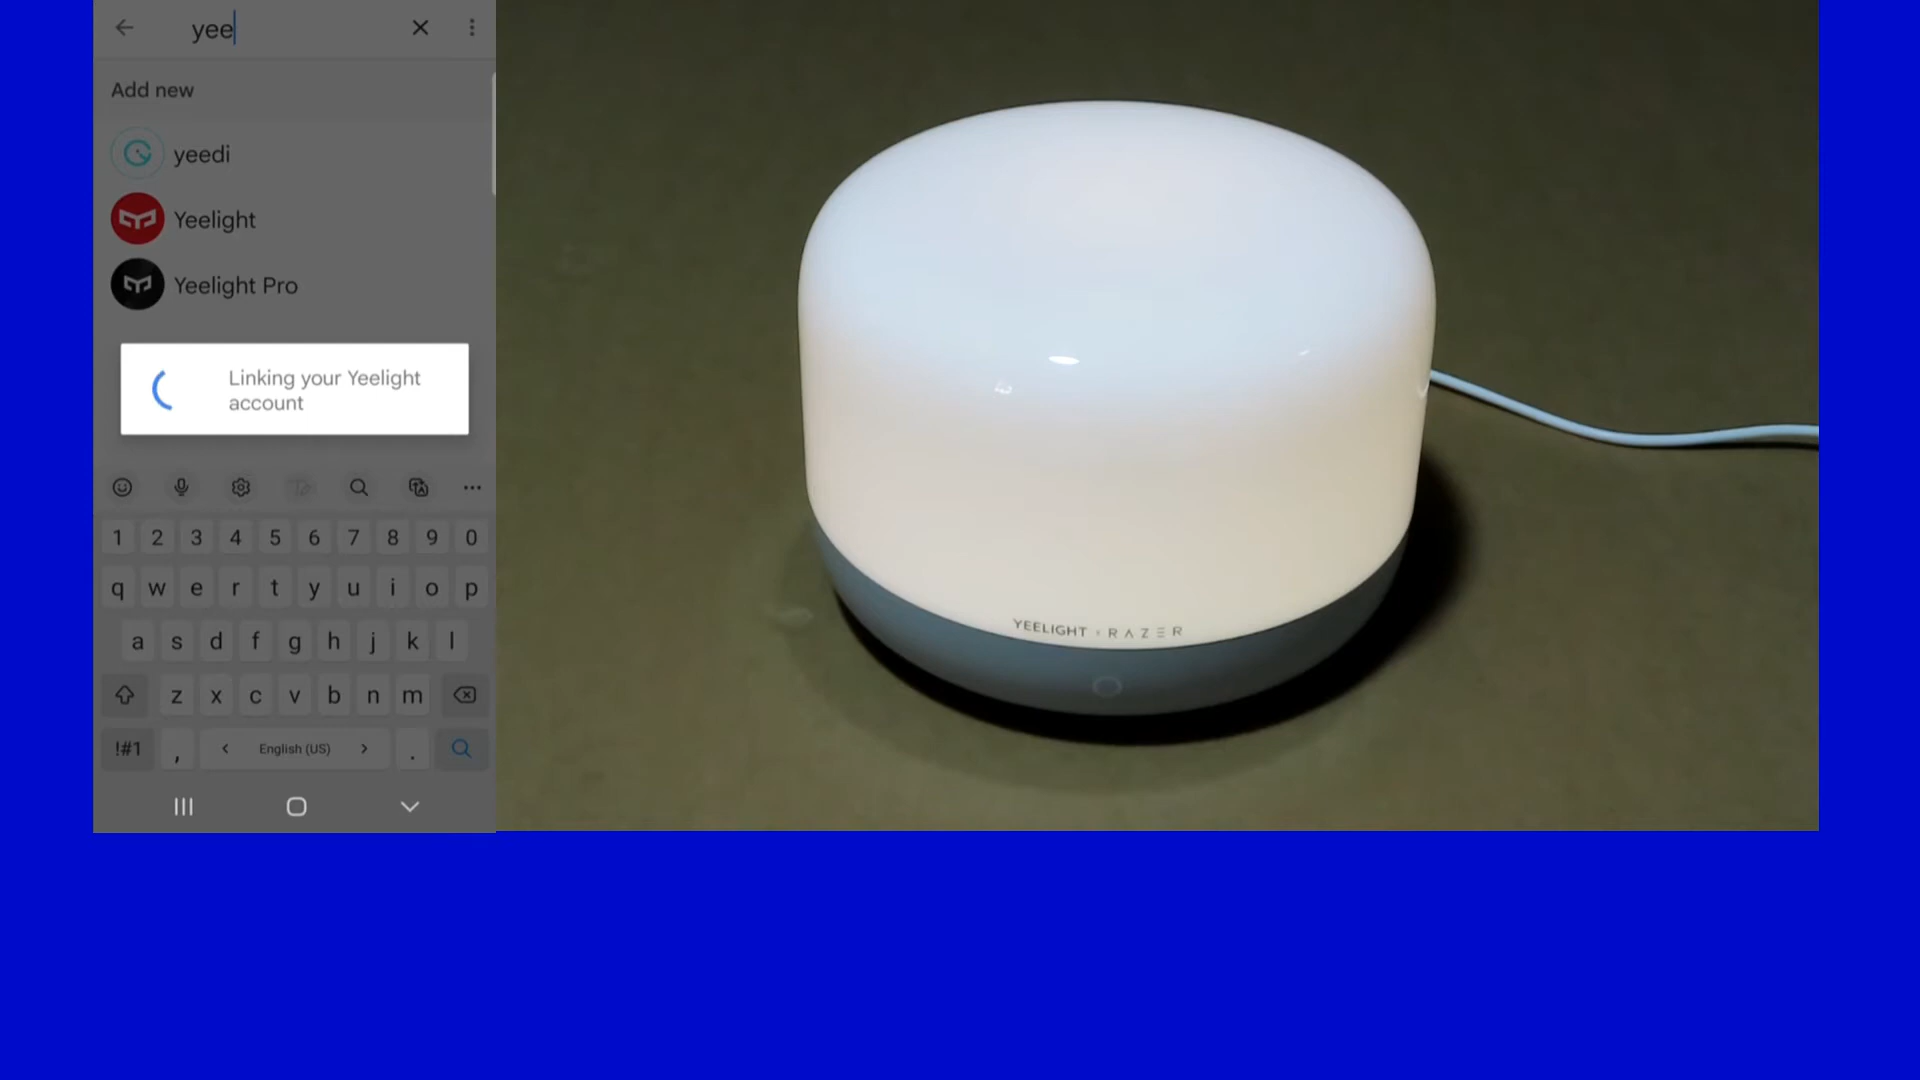 yee
Add new
yeedi
Yeelight
Yeelight Pro
Linking your Yeelight
account
1 2 3 4 5 6 7 8 9 0
q w e r t y u i o p
a s d f g h j k l
z x c v b n m
!#1 , < English (US) > .
YEELIGHT × RAZER